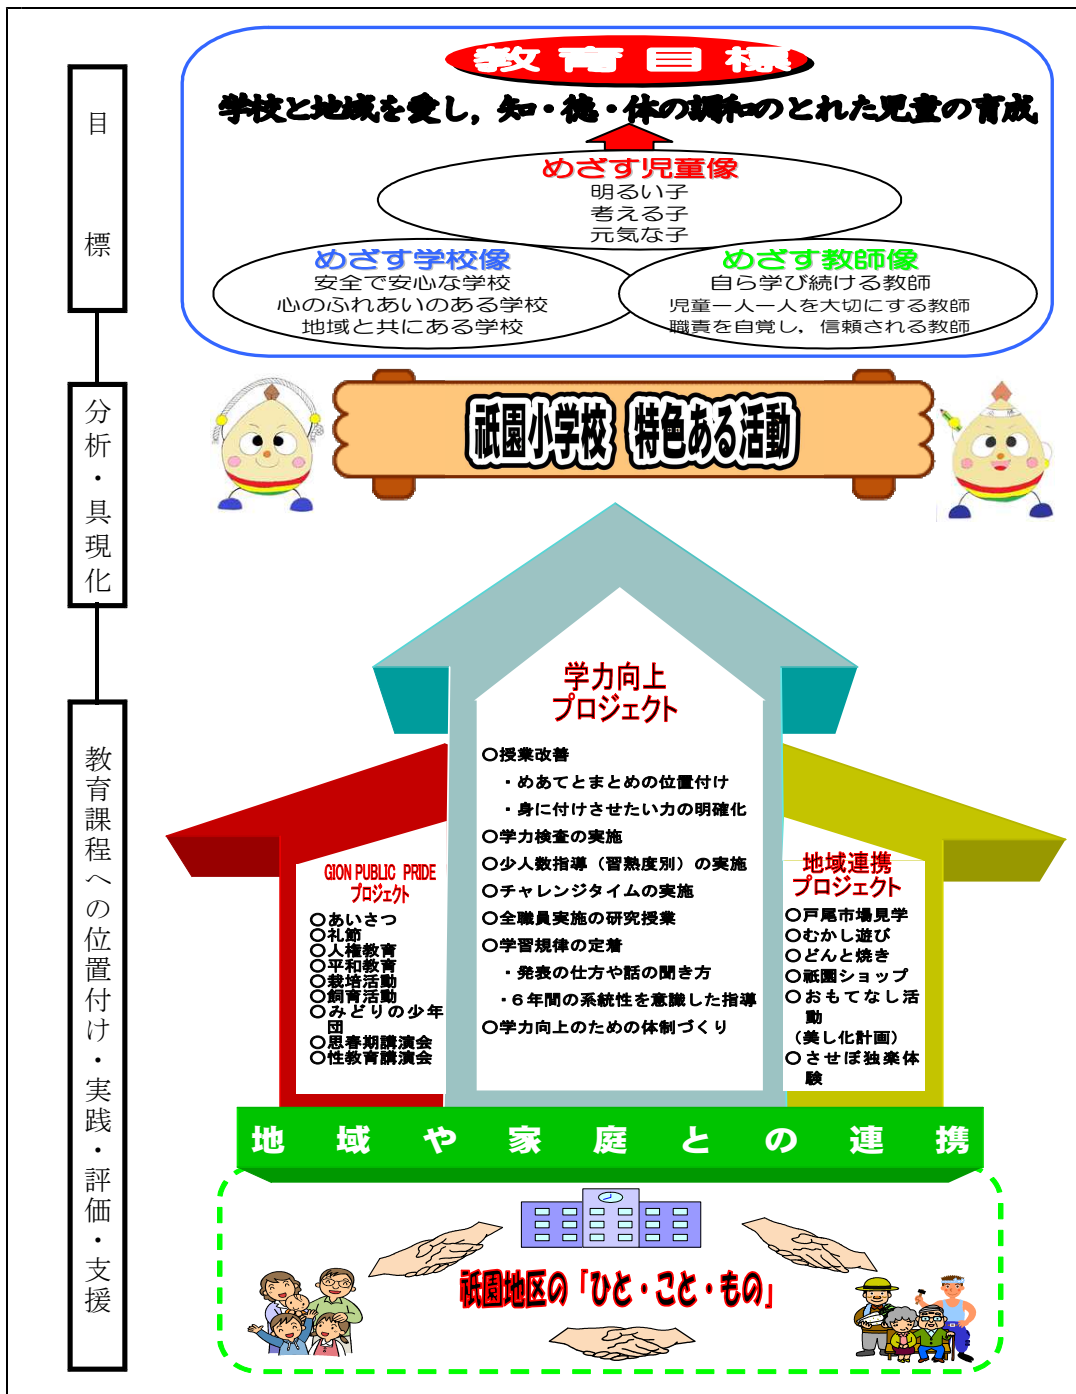 目標
分析・具現化
教育課程への位置付け・実践・評価・支援
教育目標
学校と地域を愛し，知・徳・体の調和のとれた児童の育成
めざす児童像
明るい子
考える子
元気な子
めざす学校像
安全で安心な学校
心のふれあいのある学校
地域と共にある学校
めざす教師像
自ら学び続ける教師
児童一人一人を大切にする教師
職責を自覚し，信頼される教師
祇園小学校 特色ある活動
学力向上
プロジェクト
○授業改善
・めあてとまとめの位置付け
・身に付けさせたい力の明確化
○学力検査の実施
○少人数指導（習熟度別）の実施
○チャレンジタイムの実施
○全職員実施の研究授業
○学習規律の定着
・発表の仕方や話の聞き方
・６年間の系統性を意識した指導
○学力向上のための体制づくり
GION PUBLIC PRIDE
プロジェクト
○あいさつ
○礼節
○人権教育
○平和教育
○栽培活動
○飼育活動
○みどりの少年
団
○思春期講演会
○性教育講演会
地域連携
プロジェクト
○戸尾市場見学
○むかし遊び
○どんと焼き
○祇園ショップ
○おもてなし活
動
（美し化計画）
○させぼ独楽体
験
地域や家庭との連携
祇園地区の「ひと・こと・もの」